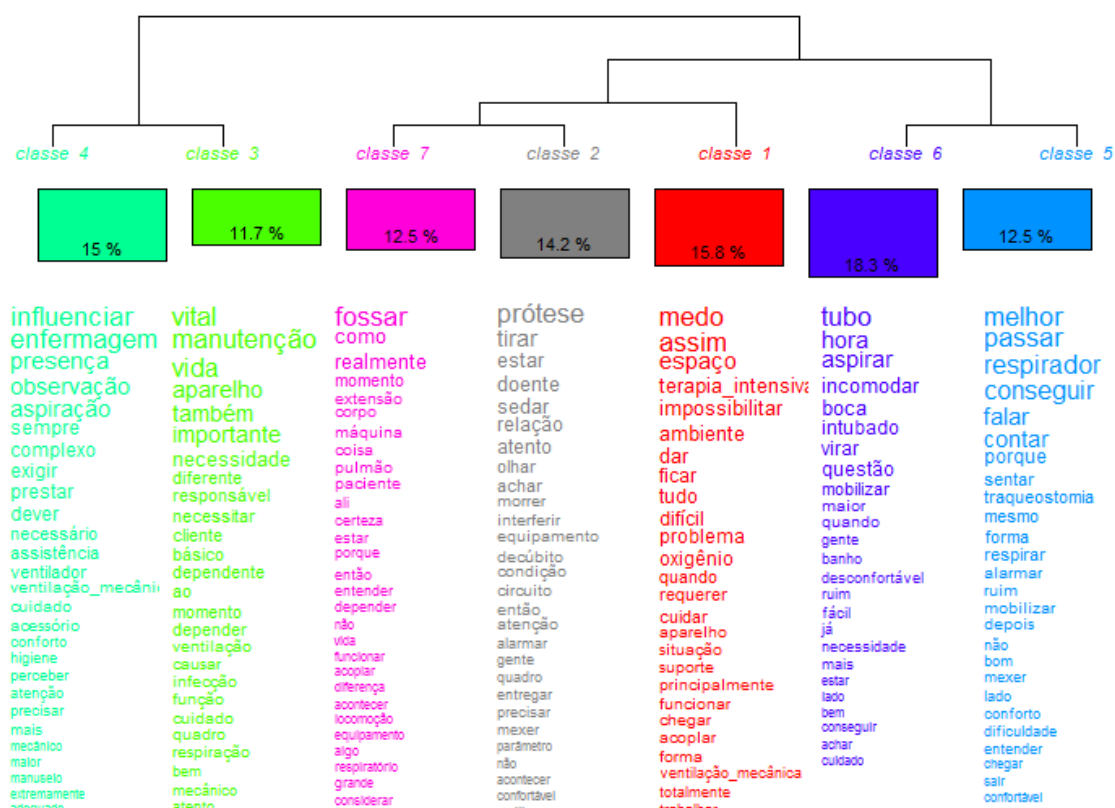 classe 4
classe 3
classe 7
classe 2
classe 1
classe 6
classe 5
15 %
11.7 %
12.5 %
14.2 %
15.8 %
18.3 %
12.5 %
influenciar
enfermagem
presença
observação
aspiração
sempre
complexo
exigir
prestar
dever
necessário
assistência
ventilador
ventilação_mecâni
cuidado
acessório
conforto
higiene
perceber
atenção
precisar
mais
mecânico
maior
manuseio
extremamente
adequado
vital
manutenção
vida
aparelho
também
importante
necessidade
diferente
responsável
necessitar
cliente
básico
dependente
ao
momento
depender
ventilação
causar
infecção
função
cuidado
quadro
respiração
bem
mecânico
atento
fossar
como
realmente
momento
extensão
corpo
máquina
coisa
pulmão
paciente
ali
certeza
estar
porque
então
entender
depender
não
vida
funcionar
acoplar
diferença
acontecer
locomoção
equipamento
algo
respiratório
grande
considerar
prótese
tirar
estar
doente
sedar
relação
atento
olhar
achar
morrer
interferir
equipamento
decúbito
condição
circuito
então
atenção
alarmar
gente
quadro
entregar
precisar
mexer
parâmetro
não
acontecer
confortável
medo
assim
espaço
terapia_intensiva
impossibilitar
ambiente
dar
ficar
tudo
difícil
problema
oxigênio
quando
requerer
cuidar
aparelho
situação
suporte
principalmente
funcionar
chegar
acoplar
forma
ventilação_mecânica
totalmente
trabalhar
tubo
hora
aspirar
incomodar
boca
intubado
virar
questão
mobilizar
maior
quando
gente
banho
desconfortável
ruim
fácil
já
necessidade
mais
estar
lado
bem
conseguir
achar
cuidado
melhor
passar
respirador
conseguir
falar
contar
porque
sentar
traqueostomia
mesmo
forma
respirar
alarmar
ruim
mobilizar
depois
não
bom
mexer
lado
conforto
dificuldade
entender
chegar
sair
confortável